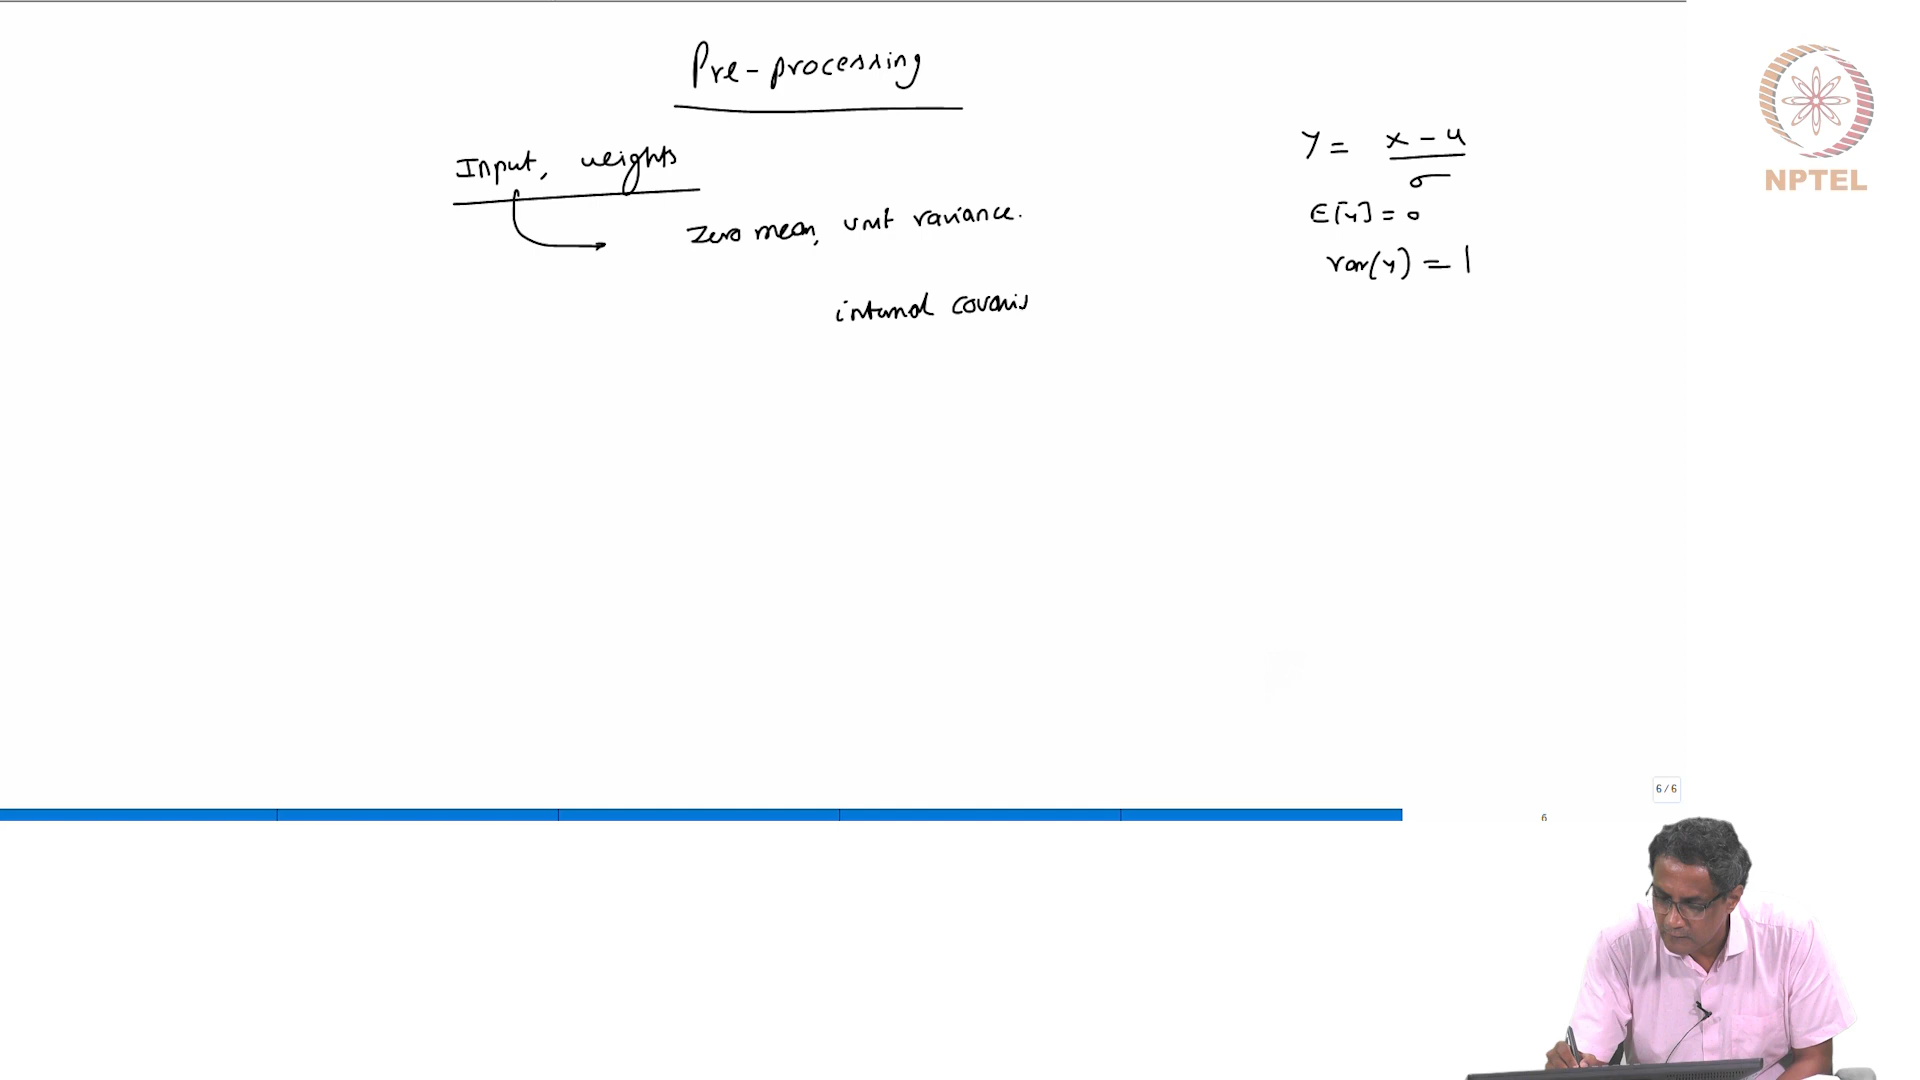 Pre-processing
Input, weights
Zero mean, unit variance.
internal covaris
Y = x - μ / σ
E[Y] = 0
var(Y) = 1
NPTEL
6 / 6
6